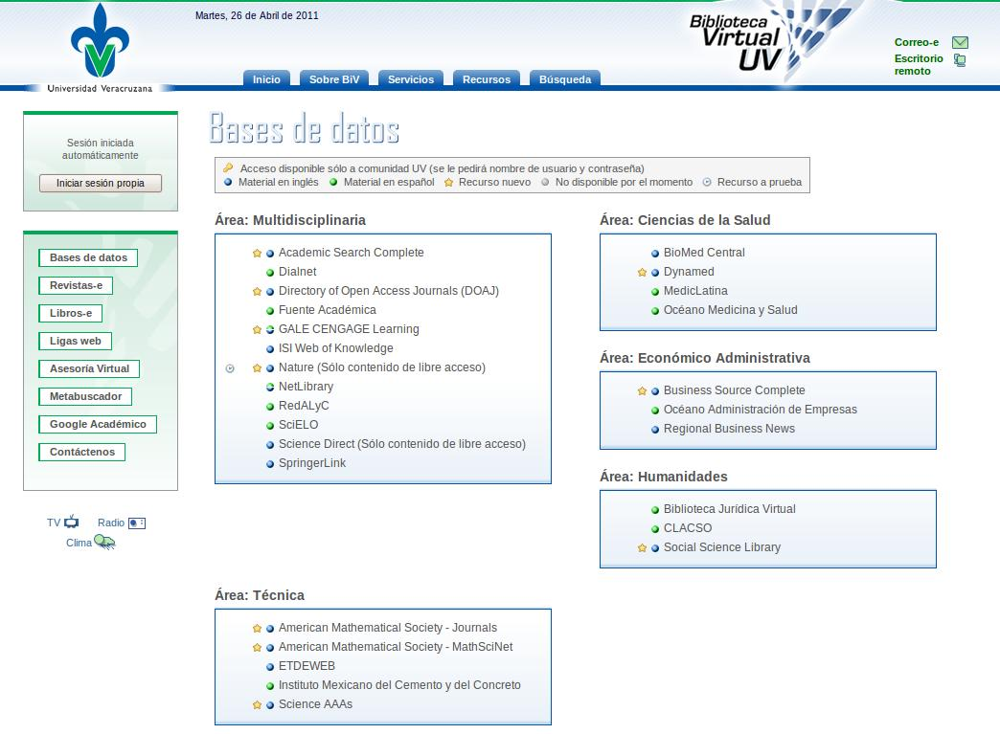 Martes, 26 de Abril de 2011
Biblioteca
Virtual
UV
Correo-e
Escritorio
remoto
Universidad Veracruzana
Inicio
Sobre BiV
Servicios
Recursos
Búsqueda
Sesión iniciada
automáticamente
Iniciar sesión propia
Bases de datos
Revistas-e
Libros-e
Ligas web
Asesoría Virtual
Metabuscador
Google Académico
Contáctenos
TV
Radio
Clima
Bases de datos
Acceso disponible sólo a comunidad UV (se le pedirá nombre de usuario y contraseña)
Material en inglés Material en español Recurso nuevo No disponible por el momento Recurso a prueba
Área: Multidisciplinaria
Academic Search Complete
Dialnet
Directory of Open Access Journals (DOAJ)
Fuente Académica
GALE CENGAGE Learning
ISI Web of Knowledge
Nature (Sólo contenido de libre acceso)
NetLibrary
RedALyC
SciELO
Science Direct (Sólo contenido de libre acceso)
SpringerLink
Área: Ciencias de la Salud
BioMed Central
Dynamed
MedicLatina
Océano Medicina y Salud
Área: Económico Administrativa
Business Source Complete
Océano Administración de Empresas
Regional Business News
Área: Humanidades
Biblioteca Jurídica Virtual
CLACSO
Social Science Library
Área: Técnica
American Mathematical Society - Journals
American Mathematical Society - MathSciNet
ETDEWEB
Instituto Mexicano del Cemento y del Concreto
Science AAAs